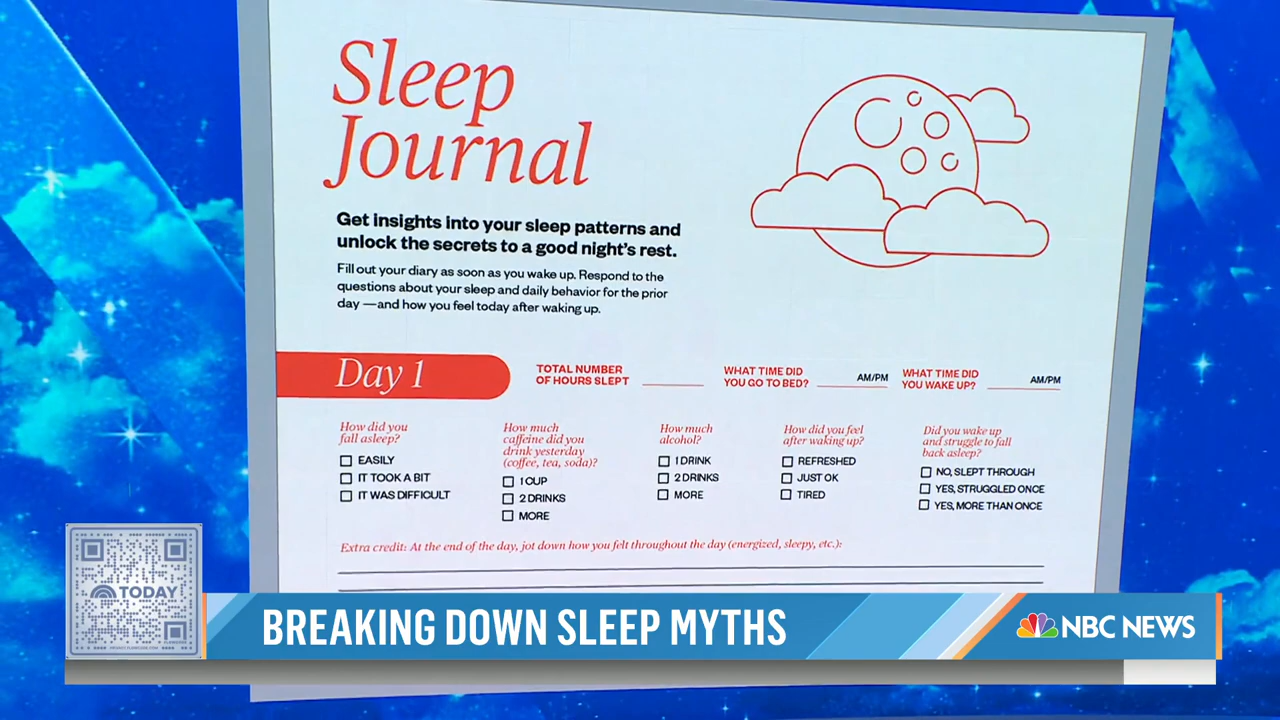 Sleep
Journal
Get insights into your sleep patterns and
unlock the secrets to a good night's rest.
Fill out your diary as soon as you wake up. Respond to the
questions about your sleep and daily behavior for the prior
day —and how you feel today after waking up.
Day 1
TOTAL NUMBER
OF HOURS SLEPT
WHAT TIME DID
YOU GO TO BED?
AM/PM
WHAT TIME DID
YOU WAKE UP?
AM/PM
How did you
fall asleep?
EASILY
IT TOOK A BIT
IT WAS DIFFICULT
How much
caffeine did you
drink yesterday
(coffee, tea, soda)?
1 CUP
2 DRINKS
MORE
How much
alcohol?
1 DRINK
2 DRINKS
MORE
How did you feel
after waking up?
REFRESHED
JUST OK
TIRED
Did you wake up
and struggle to fall
back asleep?
NO, SLEPT THROUGH
YES, STRUGGLED ONCE
YES, MORE THAN ONCE
Extra credit: At the end of the day, jot down how you felt throughout the day (energized, sleepy, etc.):
TODAY
BREAKING DOWN SLEEP MYTHS
NBC NEWS